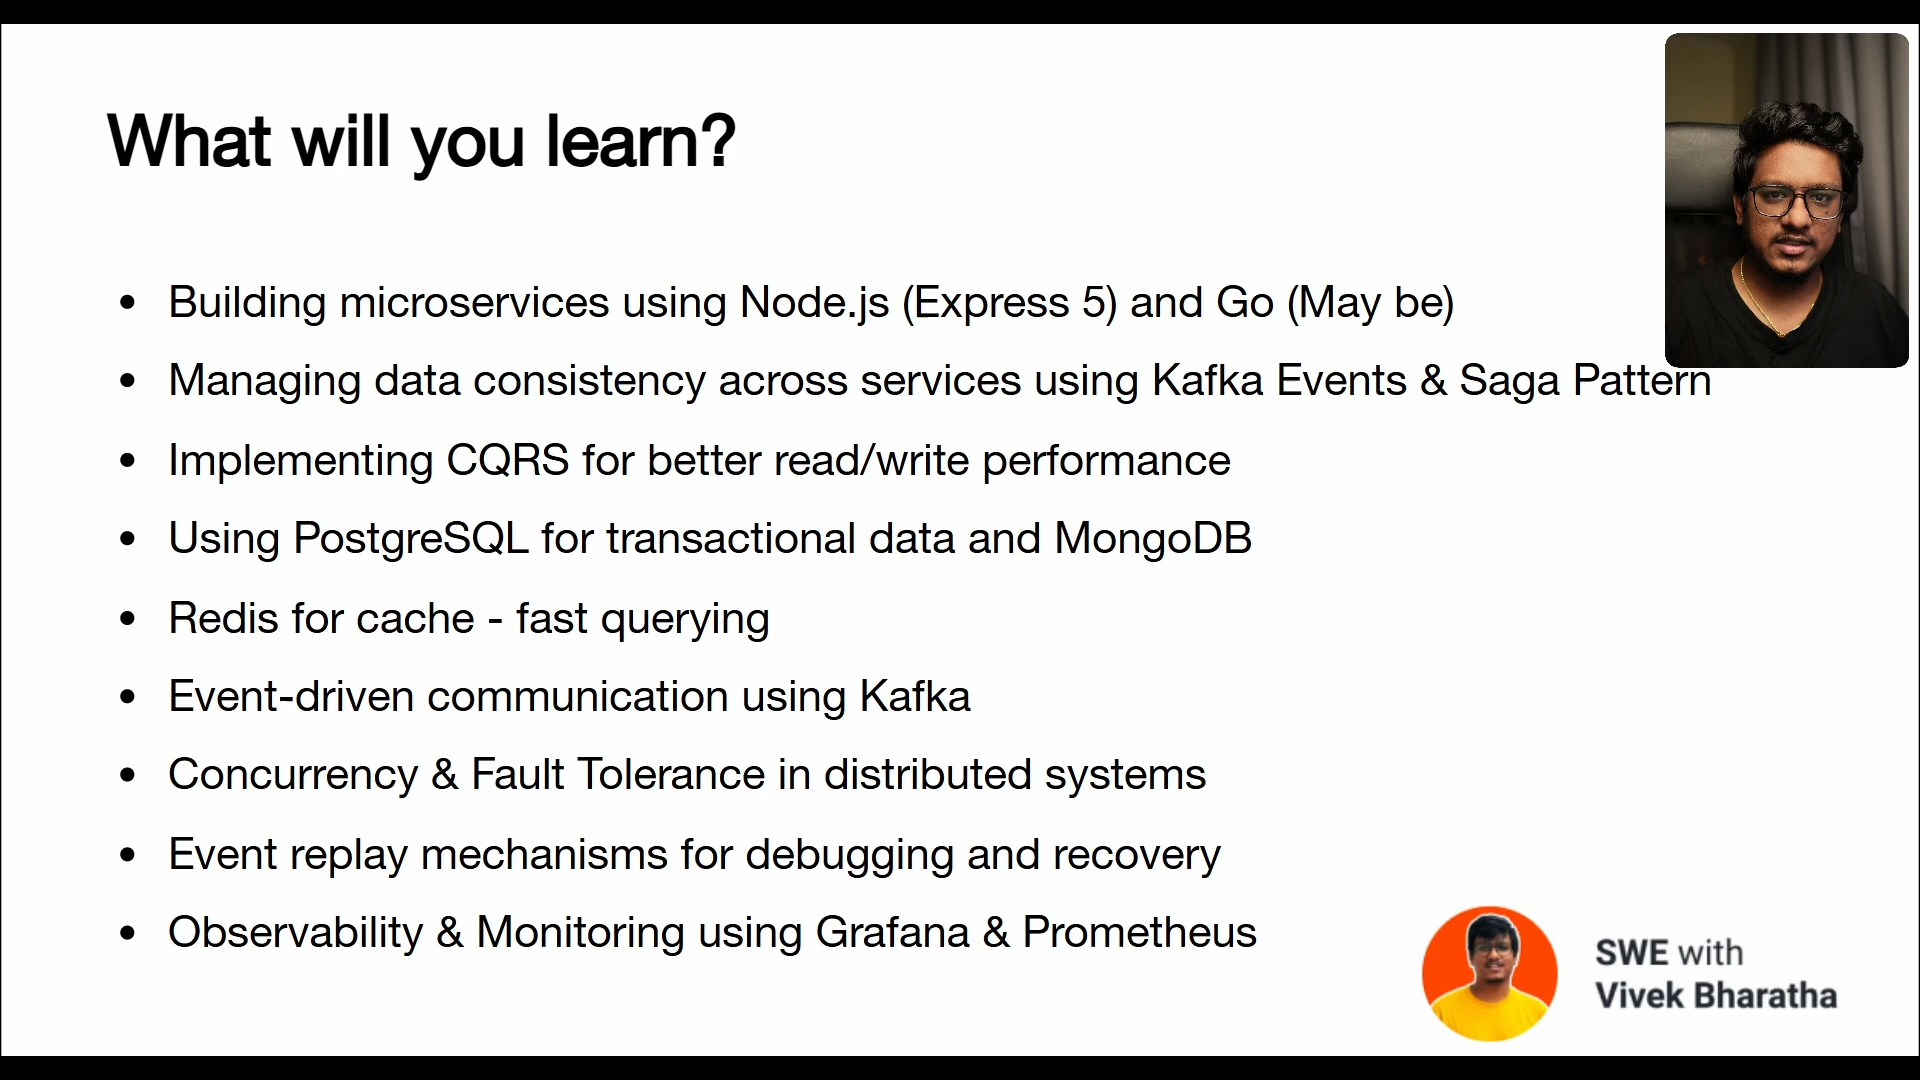 What will you learn?
• Building microservices using Node.js (Express 5) and Go (May be)
• Managing data consistency across services using Kafka Events & Saga Pattern
• Implementing CQRS for better read/write performance
• Using PostgreSQL for transactional data and MongoDB
• Redis for cache - fast querying
• Event-driven communication using Kafka
• Concurrency & Fault Tolerance in distributed systems
• Event replay mechanisms for debugging and recovery
• Observability & Monitoring using Grafana & Prometheus
SWE with
Vivek Bharatha